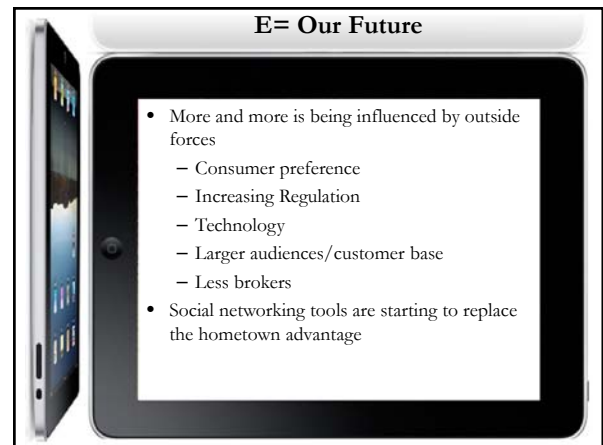 E= Our Future
• More and more is being influenced by outside
forces
– Consumer preference
– Increasing Regulation
– Technology
– Larger audiences/customer base
– Less brokers
• Social networking tools are starting to replace
the hometown advantage